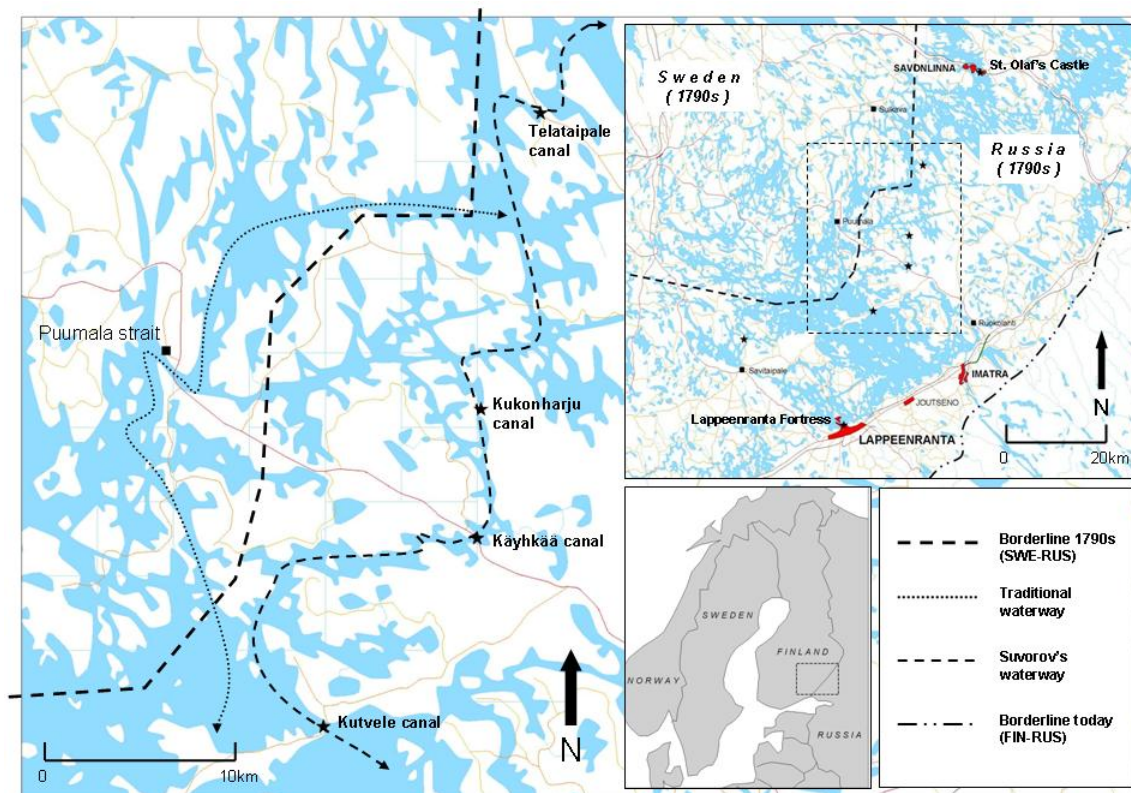 Telataipale
canal
Puumala strait
Kukonharju
canal
Käyhkää canal
Kutvele canal
0
10km
N
Sweden
( 1790s )
SAVONLINNA
St. Olaf's Castle
Sulkava
Russia
( 1790s )
Puumala
Ruokolahti
Savitaipale
IMATRA
JOUTSENO
Lappeenranta Fortress
LAPPEENRANTA
N
0
20km
SWEDEN
FINLAND
NORWAY
RUSSIA
Borderline 1790s
(SWE-RUS)
Traditional
waterway
Suvorov's
waterway
Borderline today
(FIN-RUS)